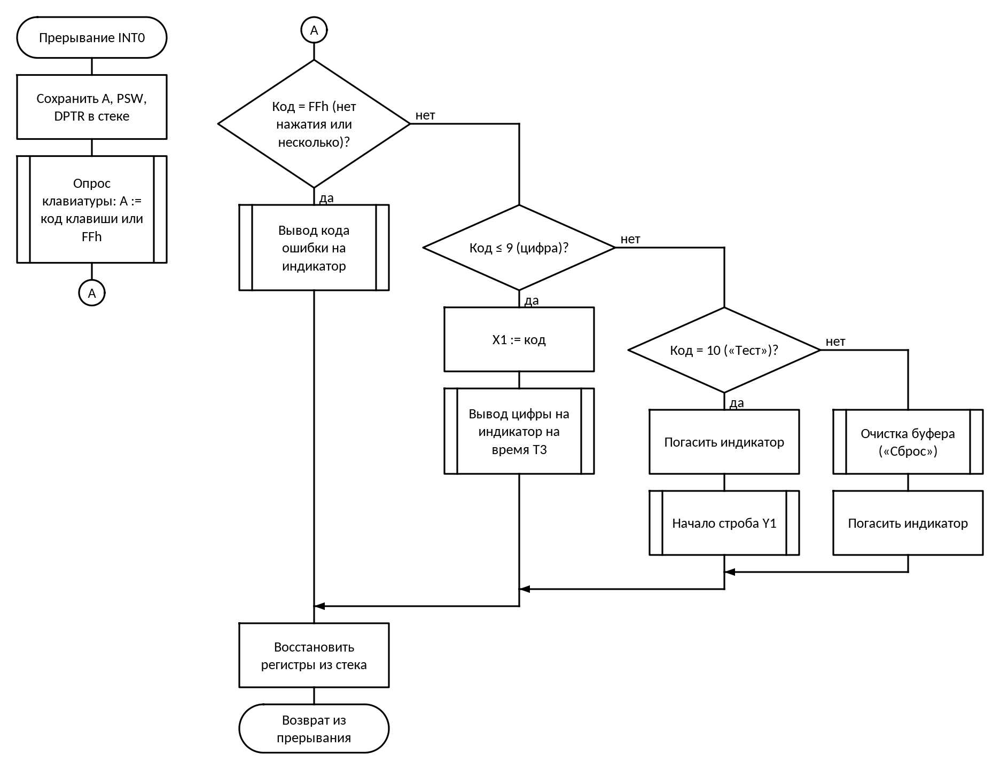 Прерывание INT0
Сохранить A, PSW,
DPTR в стеке
Опрос
клавиатуры: A :=
код клавиши или
FFh
A
A
Код = FFh (нет
нажатия или
несколько)?
нет
да
Вывод кода
ошибки на
индикатор
Код ≤ 9 (цифра)?
нет
да
X1 := код
Вывод цифры на
индикатор на
время T3
Код = 10 («Тест»)?
нет
да
Погасить индикатор
Начало строба Y1
Очистка буфера
(«Сброс»)
Погасить индикатор
Восстановить
регистры из стека
Возврат из
прерывания